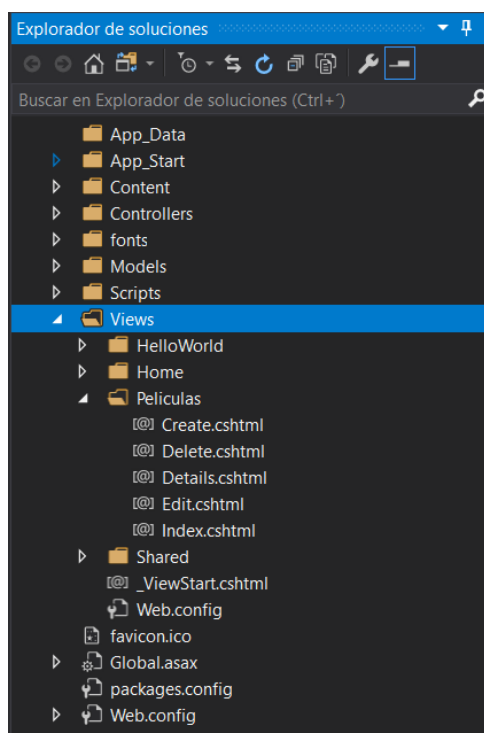 Explorador de soluciones
Buscar en Explorador de soluciones (Ctrl+´)
App_Data
App_Start
Content
Controllers
fonts
Models
Scripts
Views
HelloWorld
Home
Peliculas
[@] Create.cshtml
[@] Delete.cshtml
[@] Details.cshtml
[@] Edit.cshtml
[@] Index.cshtml
Shared
[@] _ViewStart.cshtml
Web.config
favicon.ico
Global.asax
packages.config
Web.config